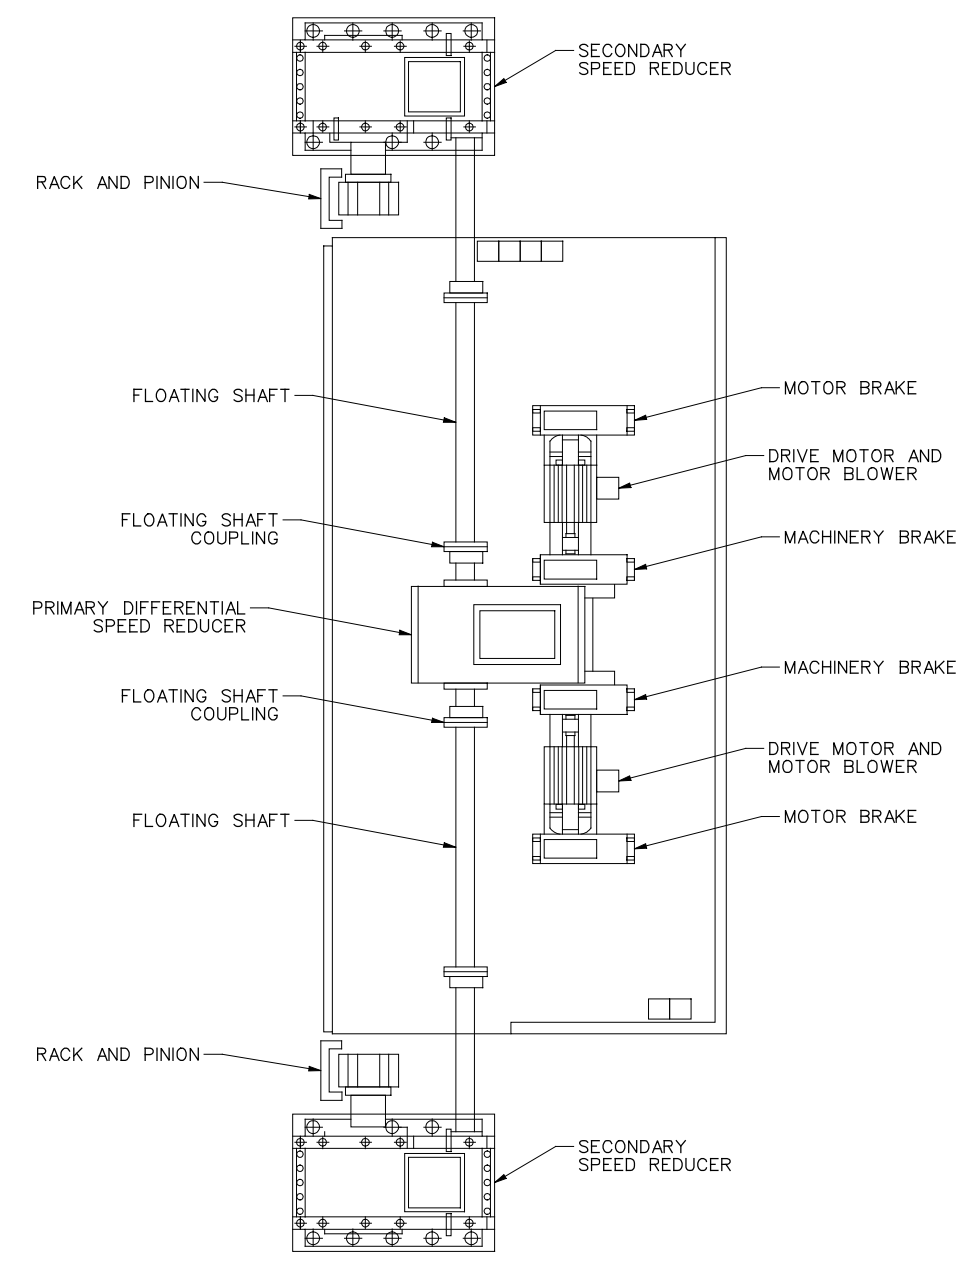 SECONDARY
SPEED REDUCER
RACK AND PINION
FLOATING SHAFT
MOTOR BRAKE
DRIVE MOTOR AND
MOTOR BLOWER
FLOATING SHAFT
COUPLING
MACHINERY BRAKE
PRIMARY DIFFERENTIAL
SPEED REDUCER
MACHINERY BRAKE
FLOATING SHAFT
COUPLING
DRIVE MOTOR AND
MOTOR BLOWER
FLOATING SHAFT
MOTOR BRAKE
RACK AND PINION
SECONDARY
SPEED REDUCER